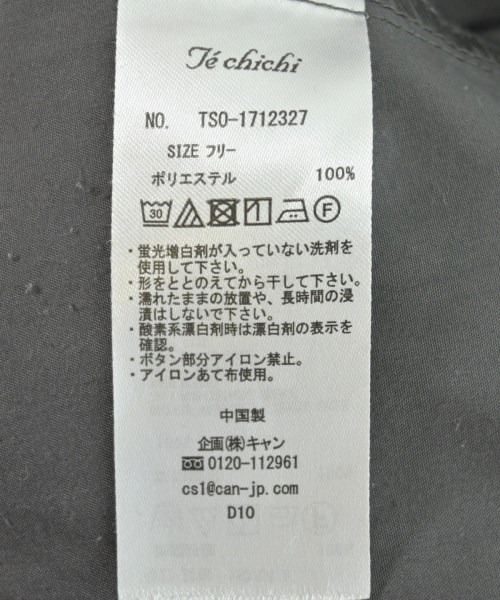 Té chichi
NO. TSO-1712327
SIZE フリー
ポリエステル 100%
30 F
・蛍光増白剤が入っていない洗剤を
使用して下さい。
・形をととのえてから干して下さい。
・濡れたままの放置や、長時間の浸
漬はしないで下さい。
・酸素系漂白剤時は漂白剤の表示を
確認。
・ボタン部分アイロン禁止。
・アイロンあて布使用。
中国製
企画(株)キャン
0120-112961
cs1@can-jp.com
D10